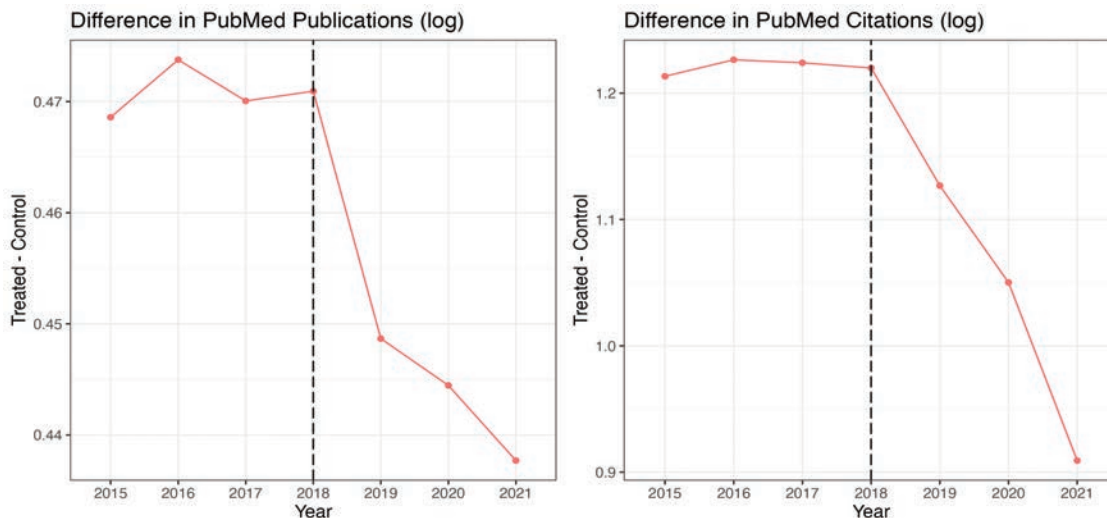 Difference in PubMed Publications (log)
Treated - Control
0.47
0.46
0.45
0.44
2015 2016 2017 2018 2019 2020 2021
Year
Difference in PubMed Citations (log)
Treated - Control
1.2
1.1
1.0
0.9
2015 2016 2017 2018 2019 2020 2021
Year